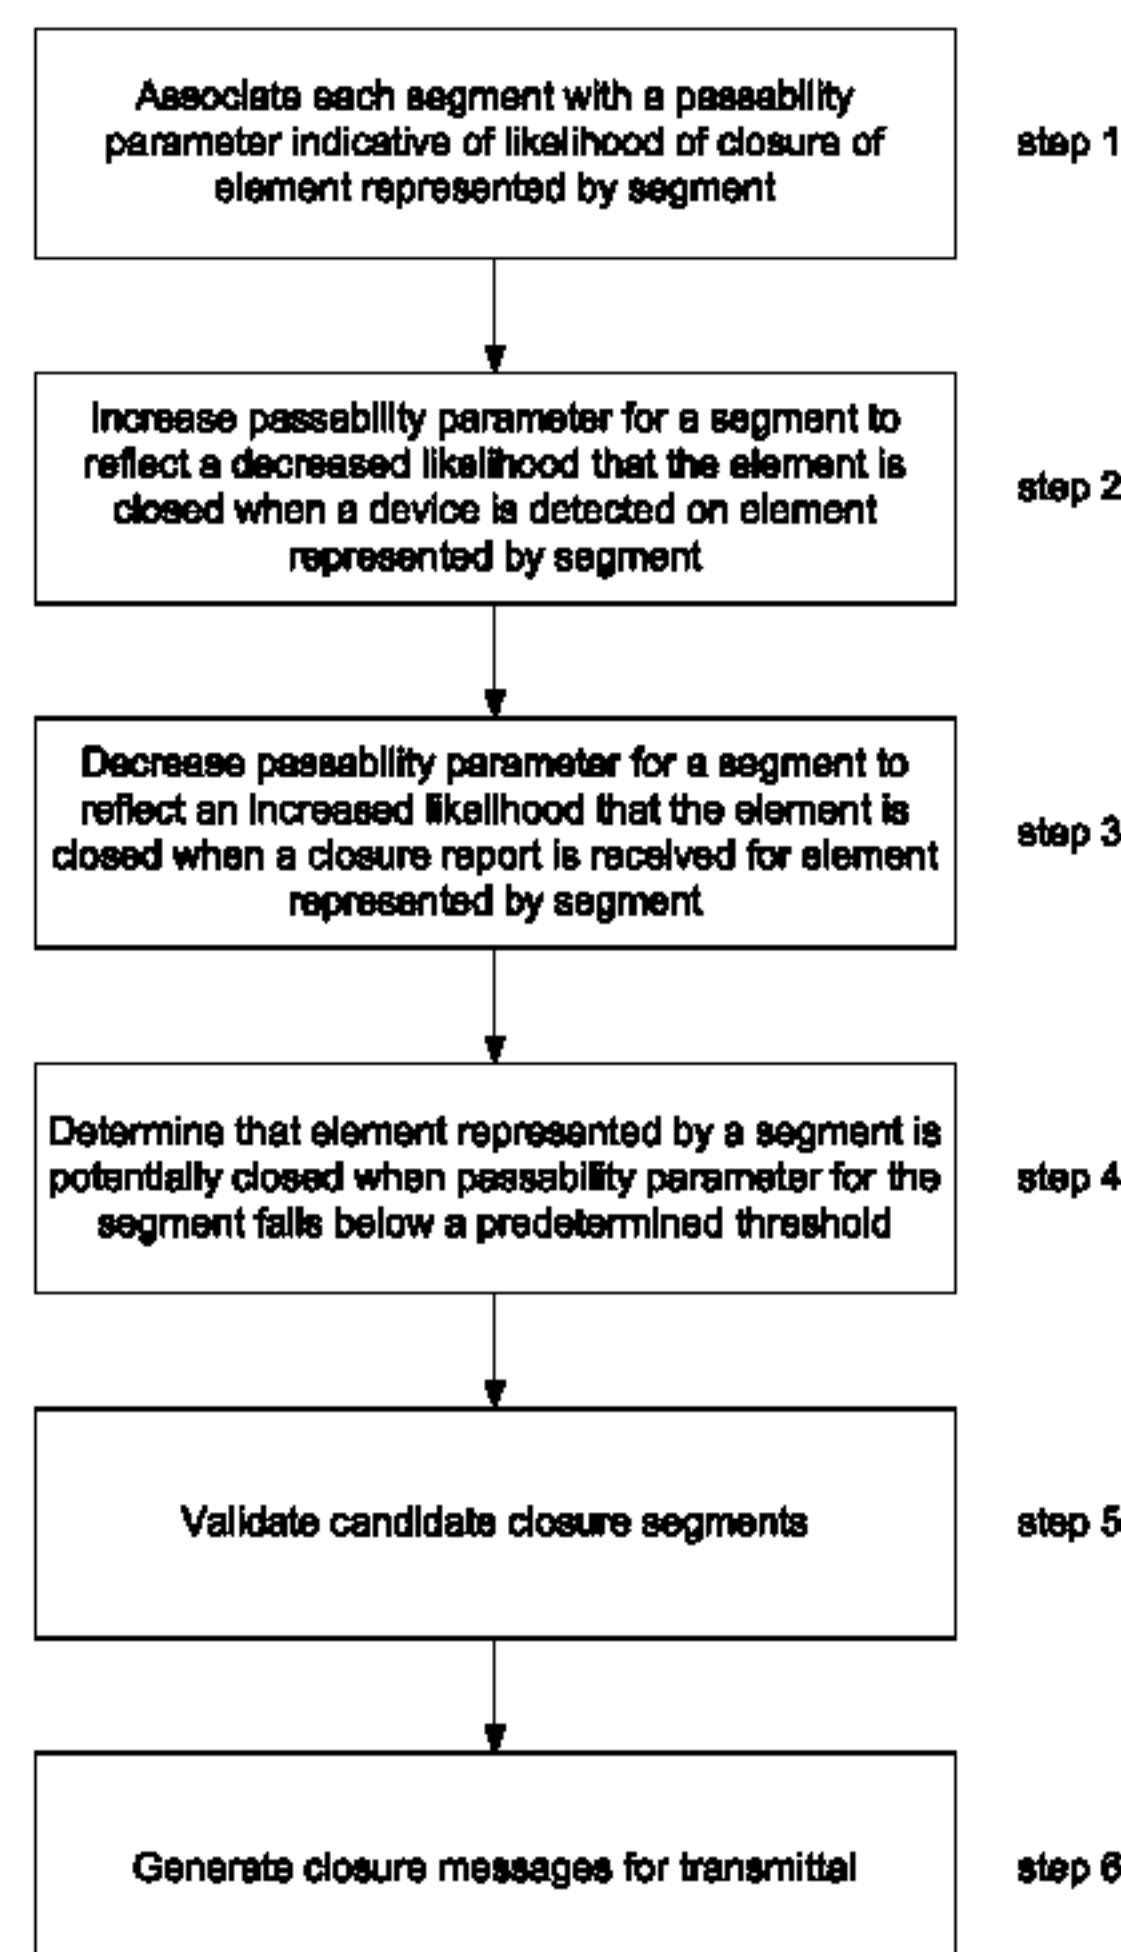 Associate each segment with a passability
parameter indicative of likelihood of closure of
element represented by segment
step 1
Increase passability parameter for a segment to
reflect a decreased likelihood that the element is
closed when a device is detected on element
represented by segment
step 2
Decrease passability parameter for a segment to
reflect an increased likelihood that the element is
closed when a closure report is received for element
represented by segment
step 3
Determine that element represented by a segment is
potentially closed when passability parameter for the
segment falls below a predetermined threshold
step 4
Validate candidate closure segments
step 5
Generate closure messages for transmittal
step 6